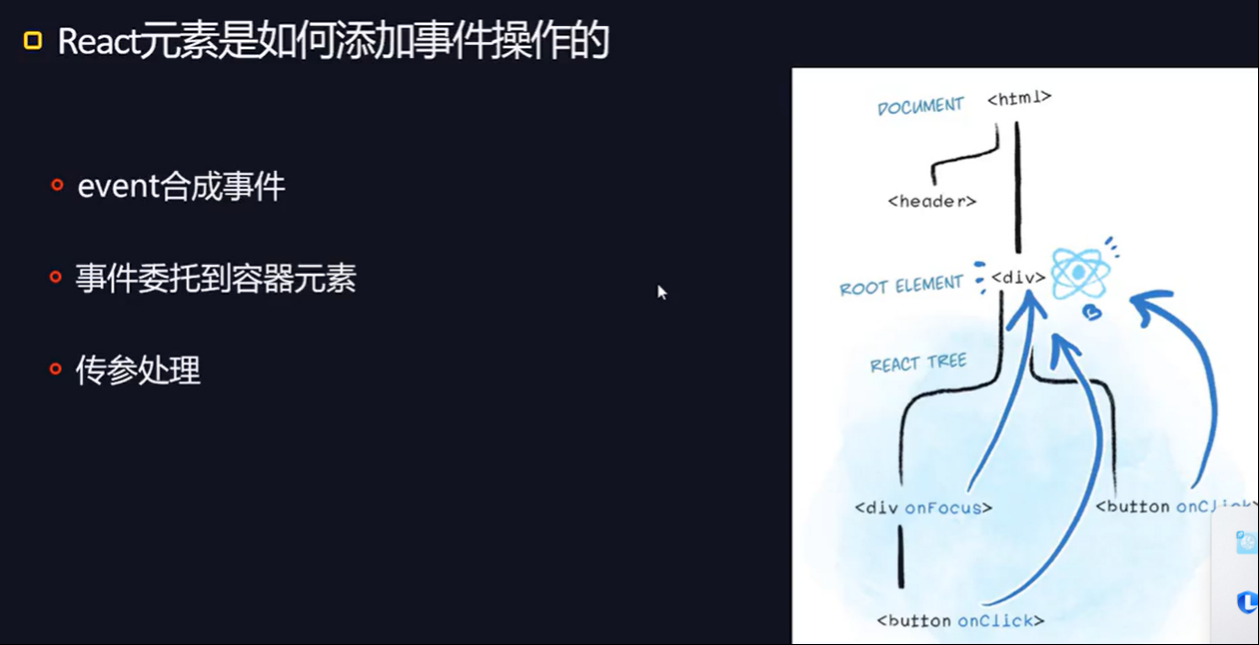 React元素是如何添加事件操作的
event合成事件
事件委托到容器元素
传参处理
DOCUMENT <html>
<header>
ROOT ELEMENT <div>
REACT TREE
<div onFocus>
<button onClick>
<button onClick>